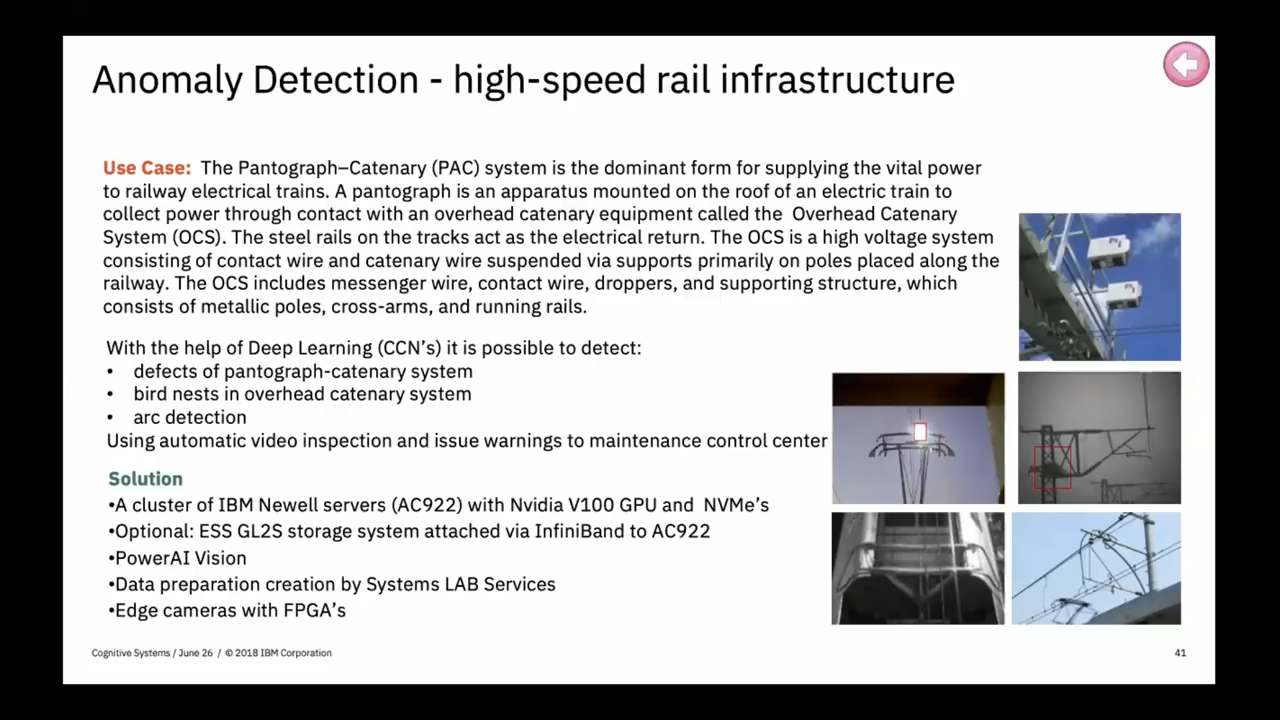 Anomaly Detection - high-speed rail infrastructure
Use Case: The Pantograph–Catenary (PAC) system is the dominant form for supplying the vital power
to railway electrical trains. A pantograph is an apparatus mounted on the roof of an electric train to
collect power through contact with an overhead catenary equipment called the Overhead Catenary
System (OCS). The steel rails on the tracks act as the electrical return. The OCS is a high voltage system
consisting of contact wire and catenary wire suspended via supports primarily on poles placed along the
railway. The OCS includes messenger wire, contact wire, droppers, and supporting structure, which
consists of metallic poles, cross-arms, and running rails.
With the help of Deep Learning (CCN's) it is possible to detect:
• defects of pantograph-catenary system
• bird nests in overhead catenary system
• arc detection
Using automatic video inspection and issue warnings to maintenance control center
Solution
•A cluster of IBM Newell servers (AC922) with Nvidia V100 GPU and NVMe's
•Optional: ESS GL2S storage system attached via InfiniBand to AC922
•PowerAI Vision
•Data preparation creation by Systems LAB Services
•Edge cameras with FPGA's
Cognitive Systems / June 26 / © 2018 IBM Corporation
41